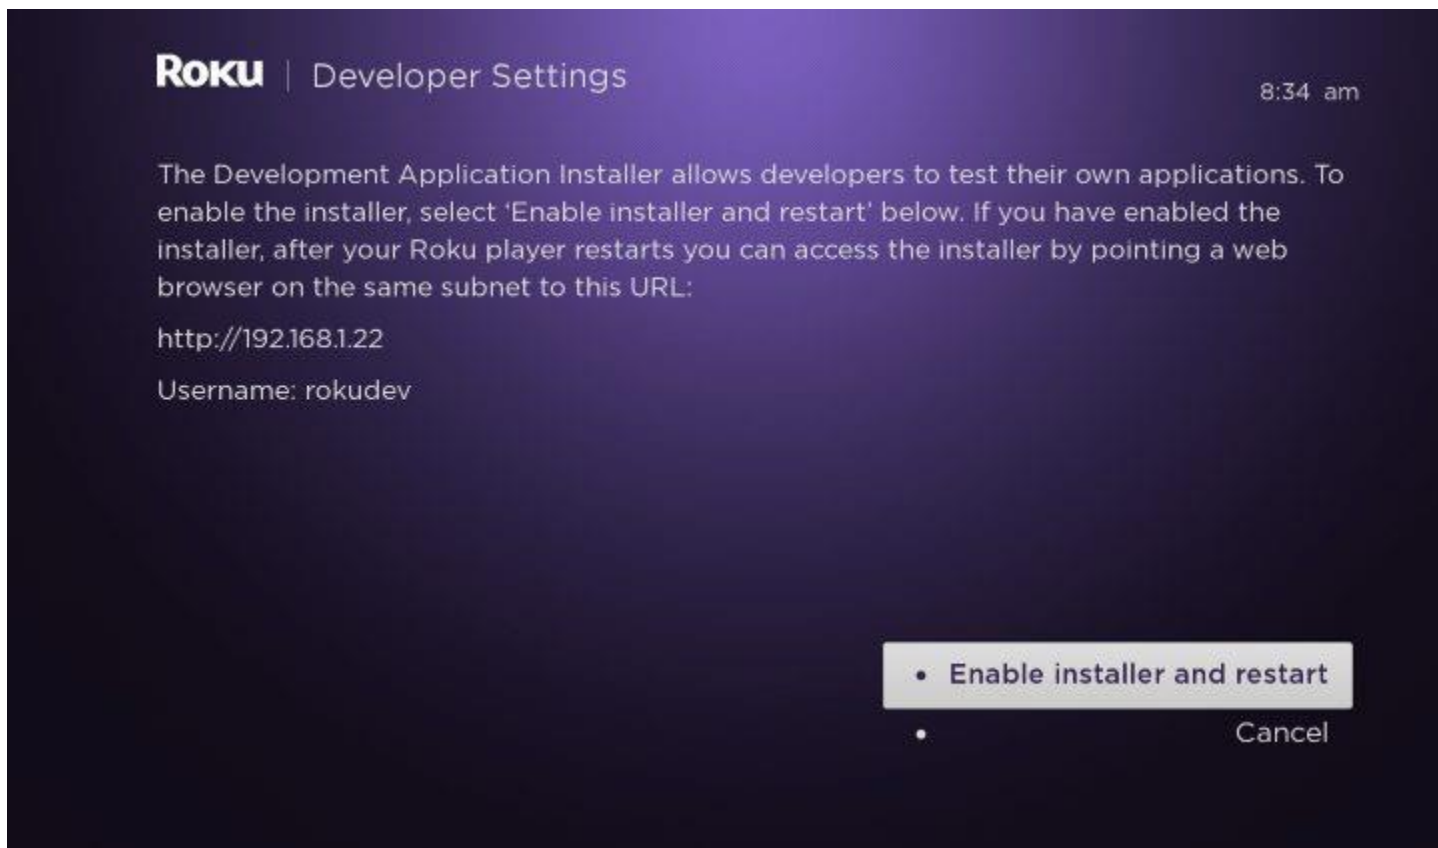 Roku | Developer Settings
8:34 am
The Development Application Installer allows developers to test their own applications. To
enable the installer, select ‘Enable installer and restart’ below. If you have enabled the
installer, after your Roku player restarts you can access the installer by pointing a web
browser on the same subnet to this URL:
http://192.168.1.22
Username: rokudev
• Enable installer and restart
• Cancel